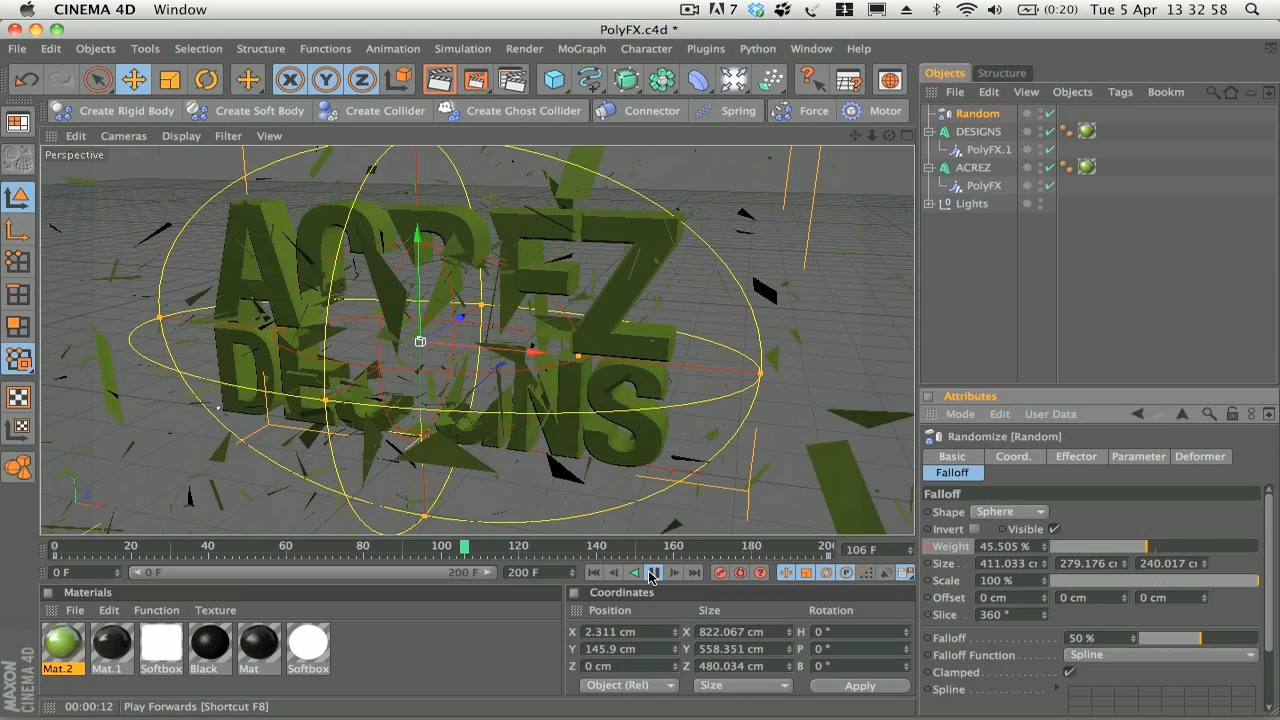 CINEMA 4D Window 7 1 (0:20) Tue 5 Apr 13 32 58
PolyFX.c4d *
File Edit Objects Tools Selection Structure Functions Animation Simulation Render MoGraph Character Plugins Python Window Help
X Y Z
Objects Structure
File Edit View Objects Tags Bookm
Create Rigid Body Create Soft Body Create Collider Create Ghost Collider Connector Spring Force Motor
Random
DESIGNS
PolyFX.1
ACREZ
PolyFX
Lights
Edit Cameras Display Filter View
Perspective
ACREZ
DESIGNS
Y Z X
Attributes
Mode Edit User Data
Randomize [Random]
Basic Coord. Effector Parameter Deformer
Falloff
Falloff
Shape Sphere
Invert Visible
Weight 45.505 %
Size 411.033 cı 279.176 cı 240.017 cı
Scale 100 %
Offset 0 cm 0 cm 0 cm
Slice 360 °
Falloff 50 %
Falloff Function Spline
Clamped
Spline
0 20 40 60 80 100 120 140 160 180 20 106 F
0 F 0 F 200 F 200 F
Materials
File Edit Function Texture
Mat.2 Mat.1 Softbox Black Mat Softbox
Coordinates
Position Size Rotation
X 2.311 cm X 822.067 cm H 0 °
Y 145.9 cm Y 558.351 cm P 0 °
Z 0 cm Z 480.034 cm B 0 °
Object (Rel) Size Apply
MAXON
CINEMA 4D
00:00:12 Play Forwards [Shortcut F8]